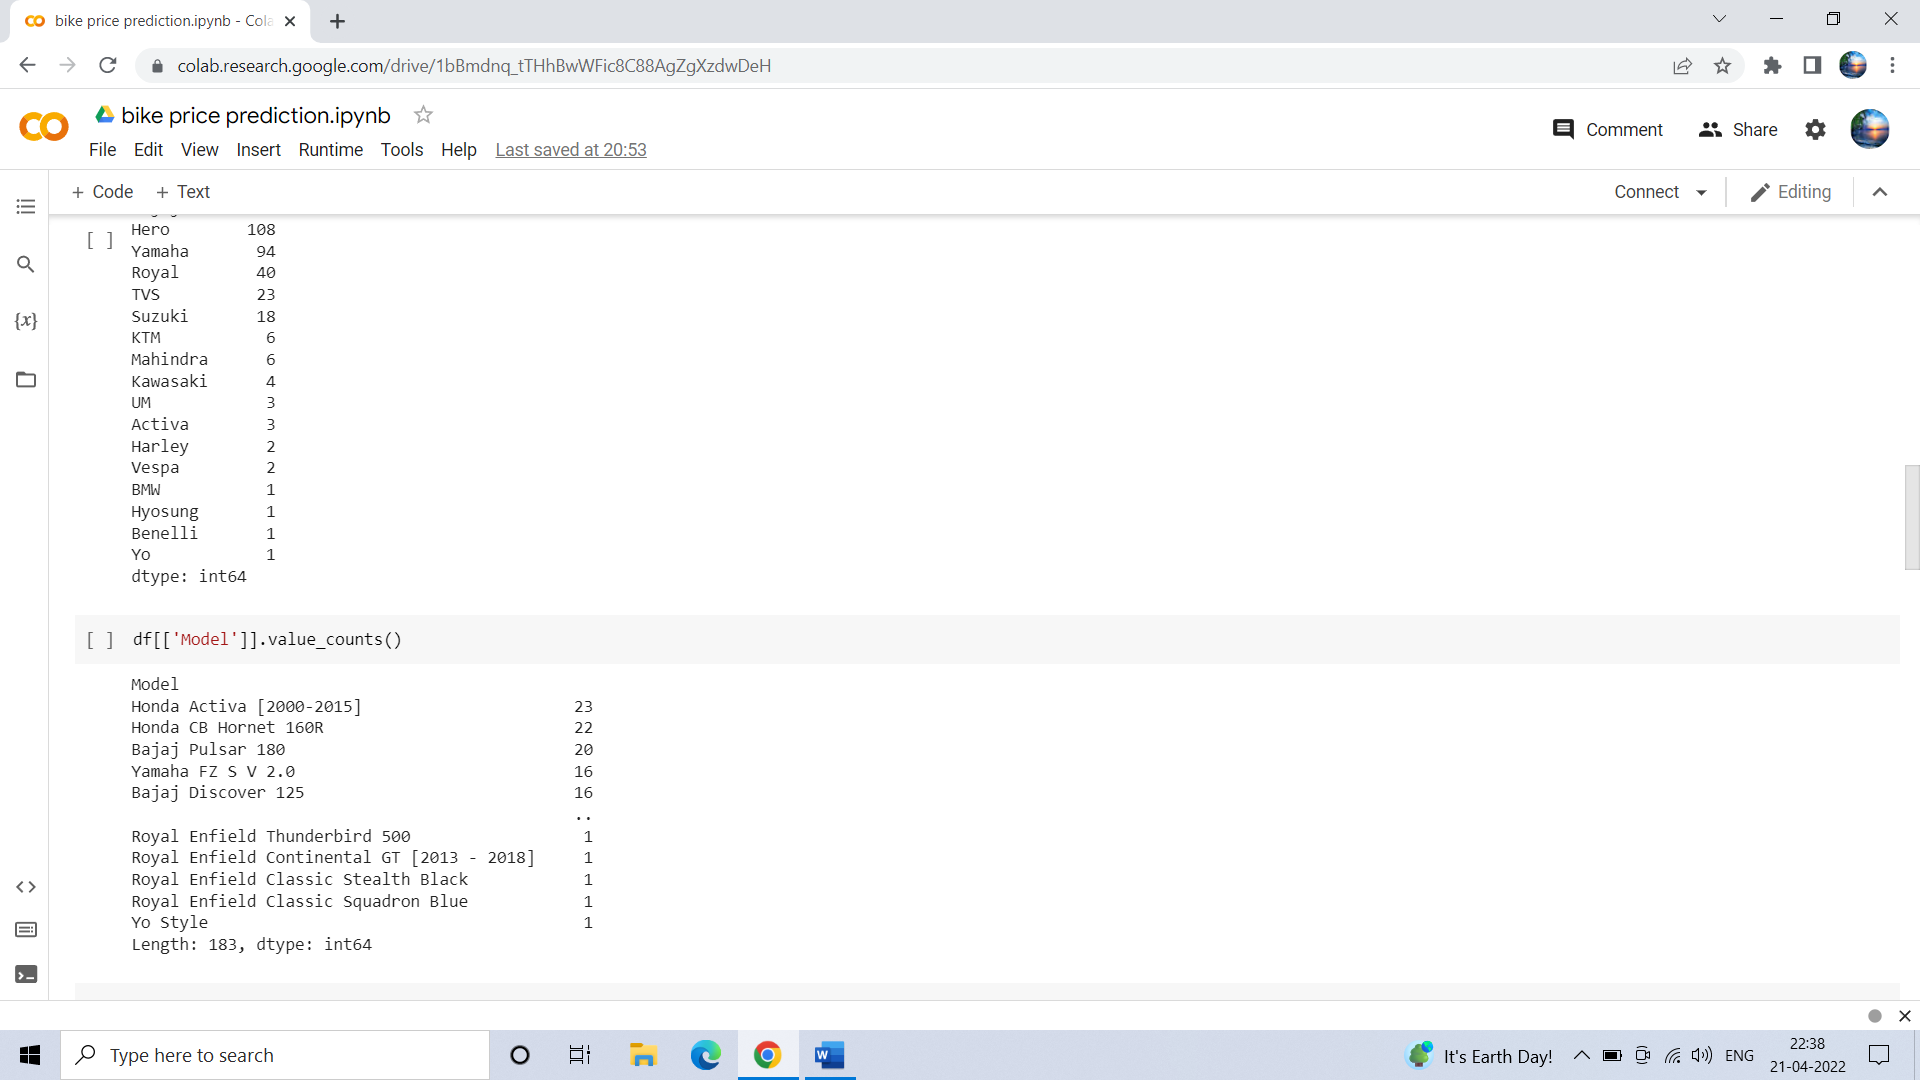 bike price prediction.ipynb - Cola
colab.research.google.com/drive/1bBmdnq_tTHhBwWFic8C88AgZgXzdwDeH
bike price prediction.ipynb
Comment Share
File Edit View Insert Runtime Tools Help Last saved at 20:53
+ Code + Text Connect Editing
[ ]
Hero 108
Yamaha 94
Royal 40
TVS 23
Suzuki 18
KTM 6
Mahindra 6
Kawasaki 4
UM 3
Activa 3
Harley 2
Vespa 2
BMW 1
Hyosung 1
Benelli 1
Yo 1
dtype: int64
[ ] df[['Model']].value_counts()
Model
Honda Activa [2000-2015] 23
Honda CB Hornet 160R 22
Bajaj Pulsar 180 20
Yamaha FZ S V 2.0 16
Bajaj Discover 125 16
..
Royal Enfield Thunderbird 500 1
Royal Enfield Continental GT [2013 - 2018] 1
Royal Enfield Classic Stealth Black 1
Royal Enfield Classic Squadron Blue 1
Yo Style 1
Length: 183, dtype: int64
Type here to search
It's Earth Day!
ENG
22:38
21-04-2022